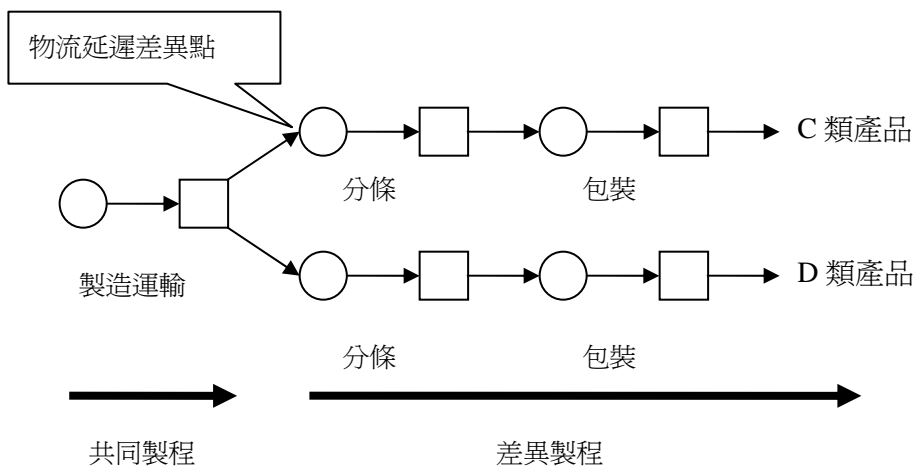 物流延遲差異點
C 類產品
分條
包裝
製造運輸
D 類產品
分條
包裝
共同製程
差異製程